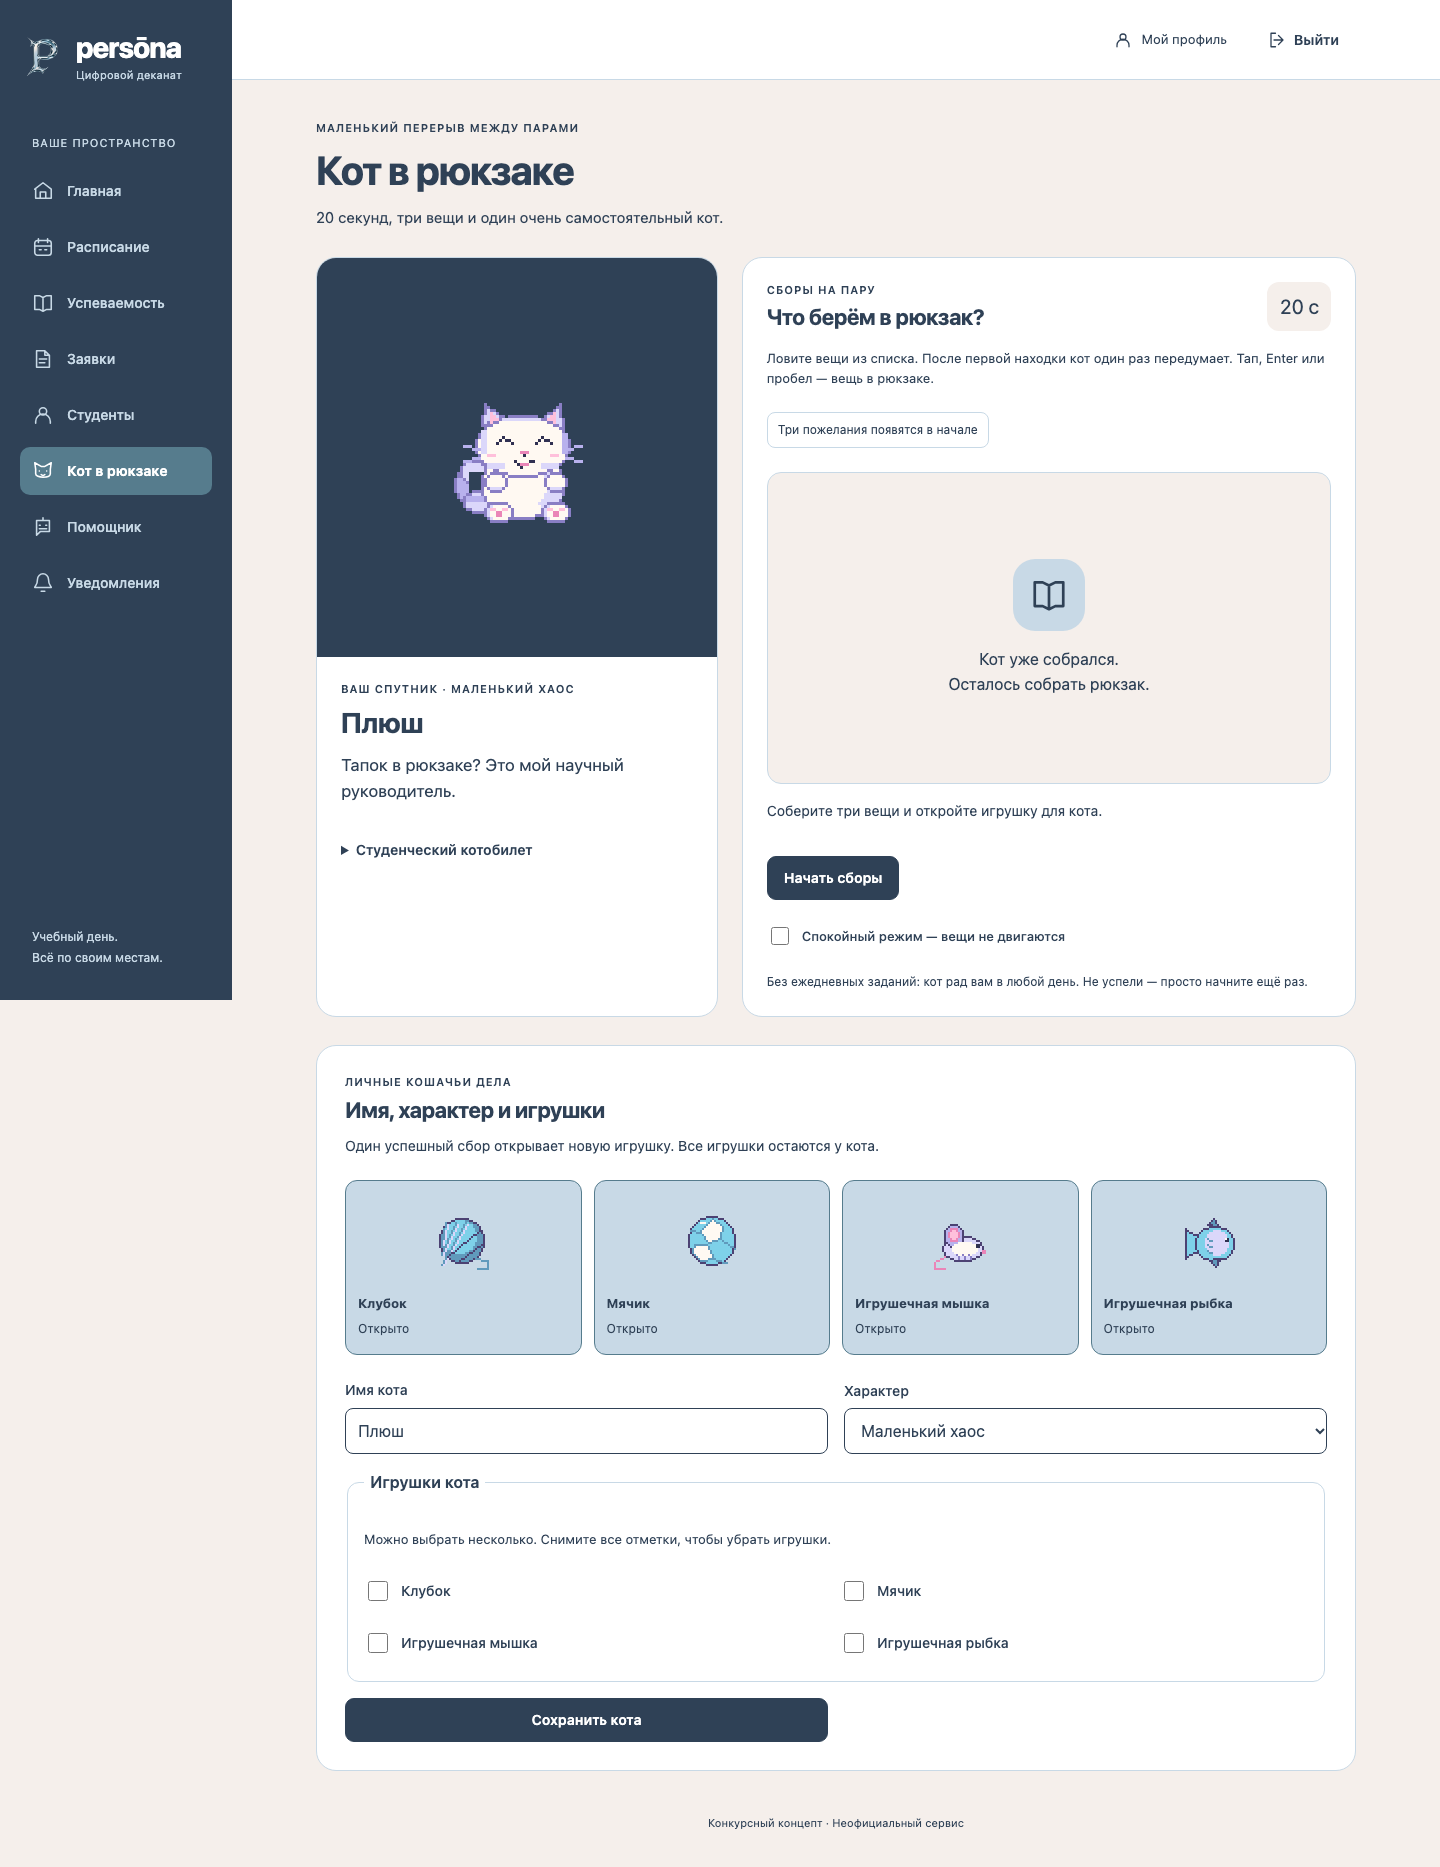 persōna
Цифровой деканат
ВАШЕ ПРОСТРАНСТВО
Главная
Расписание
Успеваемость
Заявки
Студенты
Кот в рюкзаке
Помощник
Уведомления
Учебный день.
Всё по своим местам.
Мой профиль
Выйти
МАЛЕНЬКИЙ ПЕРЕРЫВ МЕЖДУ ПАРАМИ
Кот в рюкзаке
20 секунд, три вещи и один очень самостоятельный кот.
ВАШ СПУТНИК · МАЛЕНЬКИЙ ХАОС
Плюш
Тапок в рюкзаке? Это мой научный
руководитель.
Студенческий котобилет
СБОРЫ НА ПАРУ
Что берём в рюкзак?
20 с
Ловите вещи из списка. После первой находки кот один раз передумает. Тап, Enter или
пробел — вещь в рюкзаке.
Три пожелания появятся в начале
Кот уже собрался.
Осталось собрать рюкзак.
Соберите три вещи и откройте игрушку для кота.
Начать сборы
Спокойный режим — вещи не двигаются
Без ежедневных заданий: кот рад вам в любой день. Не успели — просто начните ещё раз.
ЛИЧНЫЕ КОШАЧЬИ ДЕЛА
Имя, характер и игрушки
Один успешный сбор открывает новую игрушку. Все игрушки остаются у кота.
Клубок
Открыто
Мячик
Открыто
Игрушечная мышка
Открыто
Игрушечная рыбка
Открыто
Имя кота
Плюш
Характер
Маленький хаос
Игрушки кота
Можно выбрать несколько. Снимите все отметки, чтобы убрать игрушки.
Клубок
Мячик
Игрушечная мышка
Игрушечная рыбка
Сохранить кота
Конкурсный концепт · Неофициальный сервис